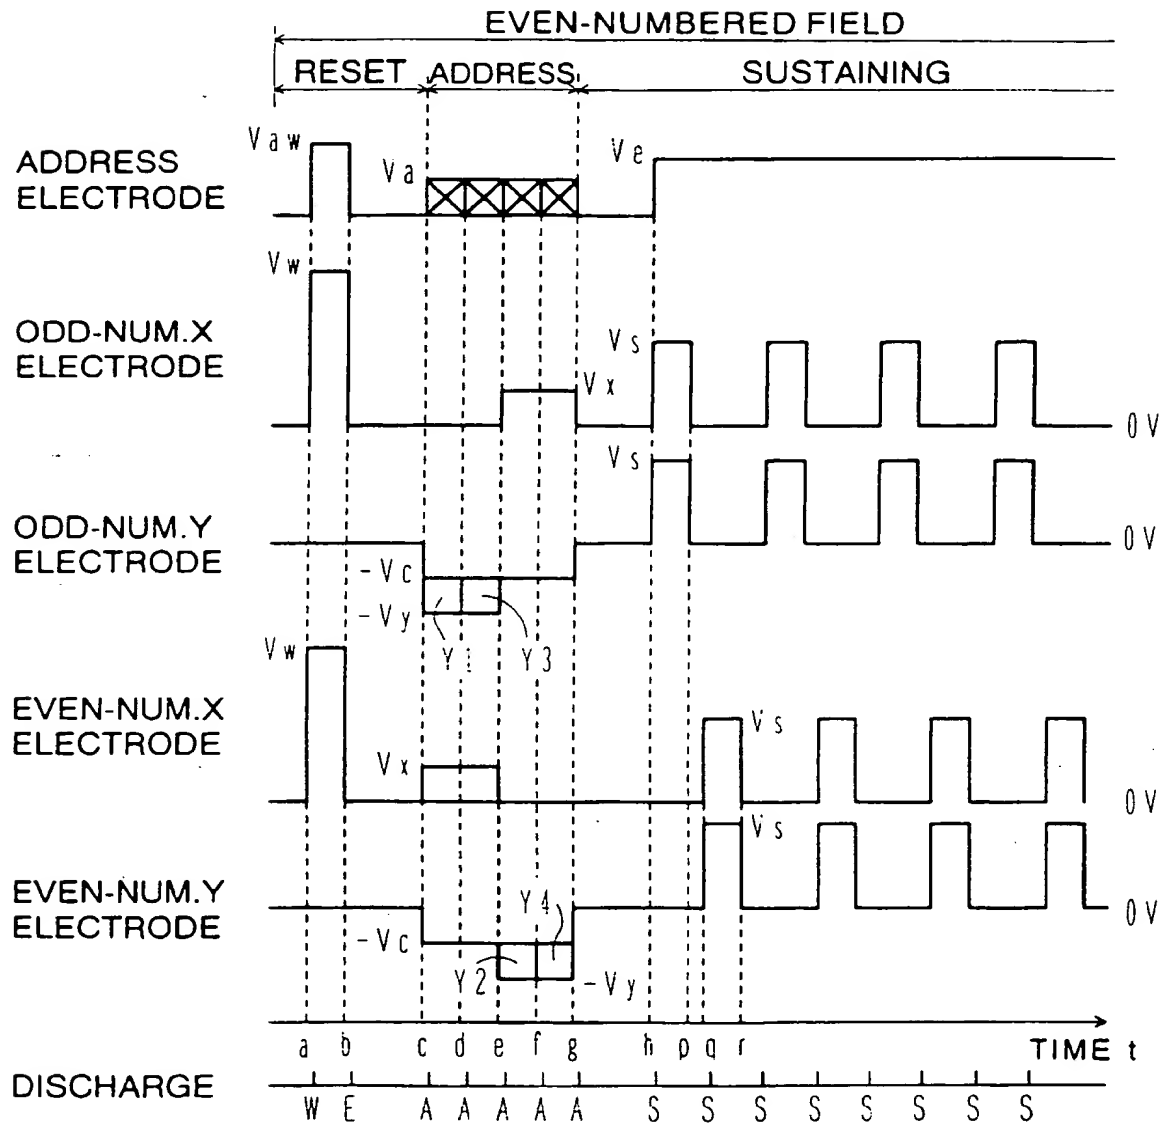 EVEN-NUMBERED FIELD
RESET ADDRESS SUSTAINING
ADDRESS
ELECTRODE
Vaw
Va
Ve
Vw
ODD-NUM.X
ELECTRODE
Vs
Vx
0V
ODD-NUM.Y
ELECTRODE
Vs
0V
-Vc
-Vy
Y1 Y3
Vw
EVEN-NUM.X
ELECTRODE
Vx
Vs
0V
EVEN-NUM.Y
ELECTRODE
Vs
Y4
0V
-Vc
Y2
-Vy
a b c d e f g h p q r
TIME t
DISCHARGE
W E A A A A A S S S S S S S S